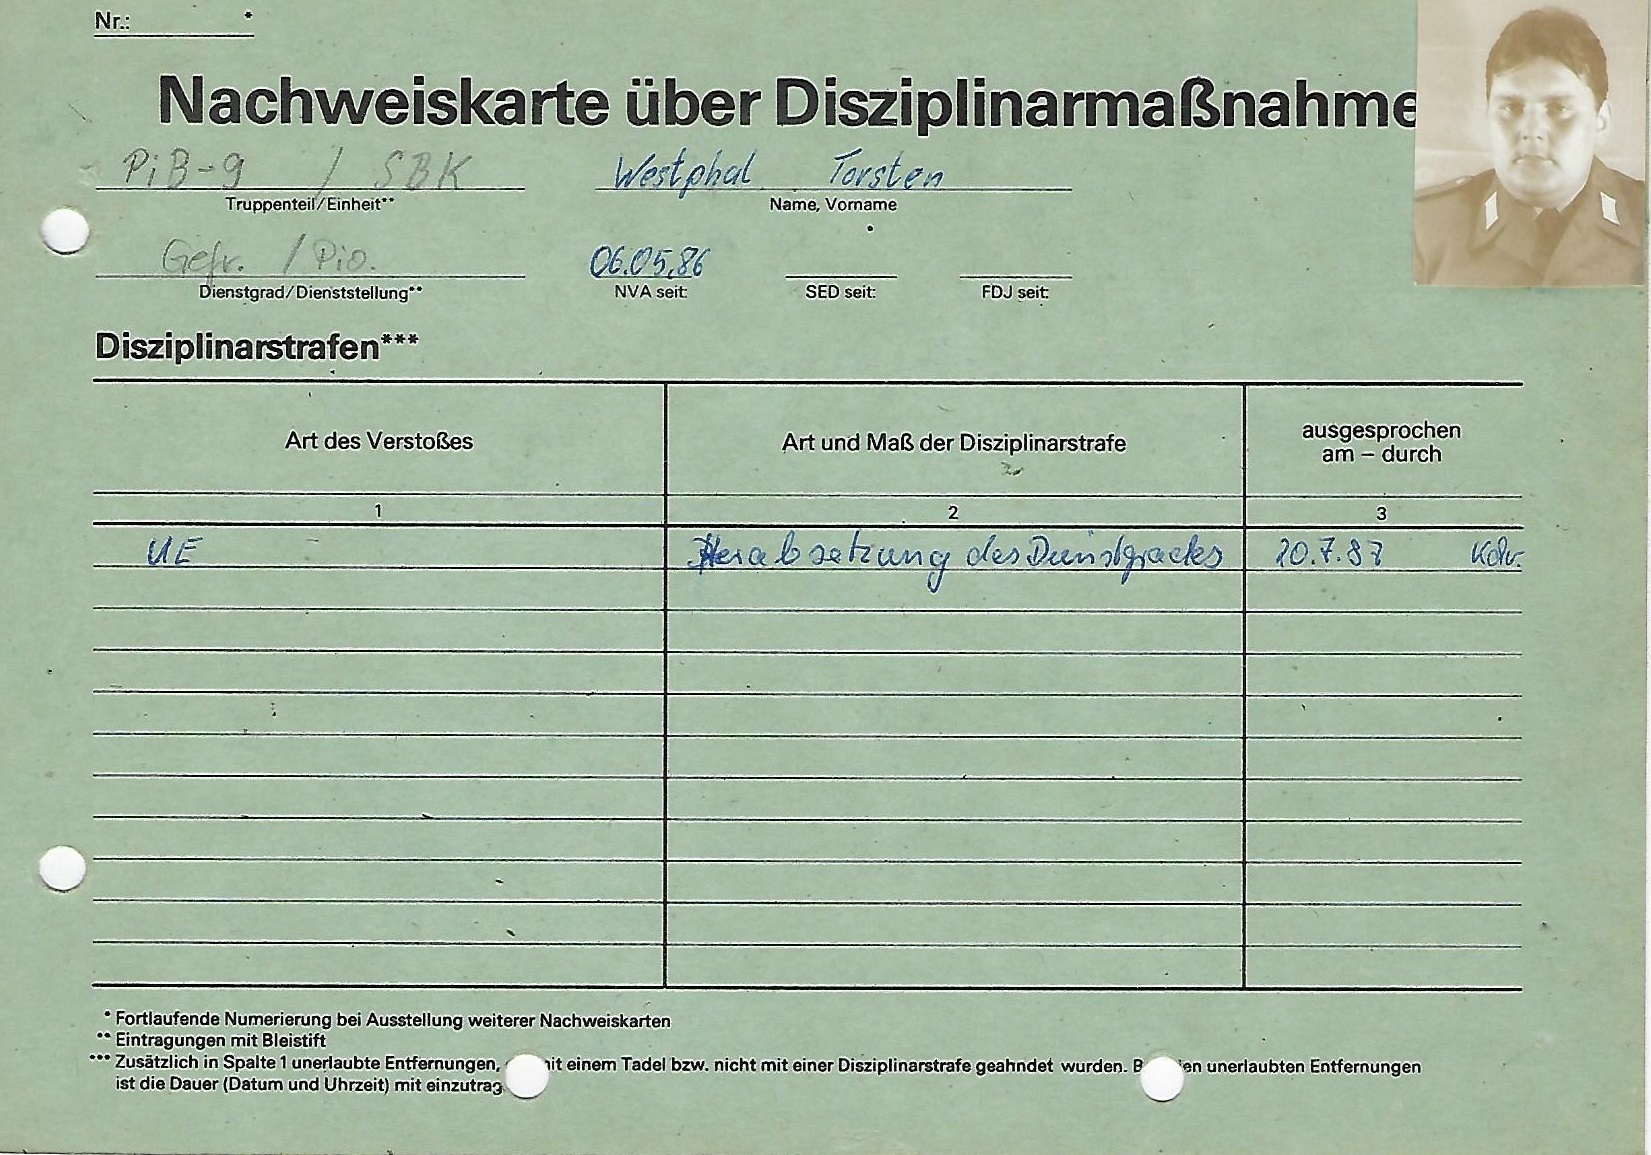 Nr.: *
Nachweiskarte über Disziplinarmaßnahme
PiB-9 / SBK Westphal Torsten
Truppenteil/Einheit** Name, Vorname
Gefr. / Pio. 06.05.86
Dienstgrad/Dienststellung** NVA seit: SED seit: FDJ seit:
Disziplinarstrafen***
Art des Verstoßes Art und Maß der Disziplinarstrafe ausgesprochen
am – durch
1 2 3
UE Herabsetzung des Dienstgrades 20.7.87 Kdr.
* Fortlaufende Numerierung bei Ausstellung weiterer Nachweiskarten
** Eintragungen mit Bleistift
*** Zusätzlich in Spalte 1 unerlaubte Entfernungen, it einem Tadel bzw. nicht mit einer Disziplinarstrafe geahndet wurden. B en unerlaubten Entfernungen
ist die Dauer (Datum und Uhrzeit) mit einzutrag